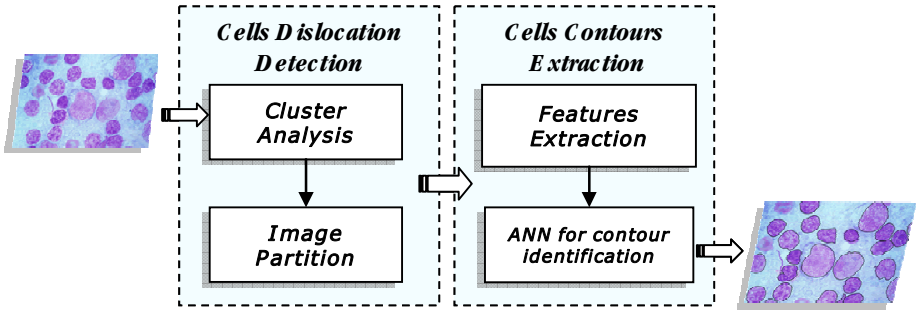 Cells Dislocation
Detection
Cluster
Analysis
Image
Partition
Cells Contours
Extraction
Features
Extraction
ANN for contour
identification